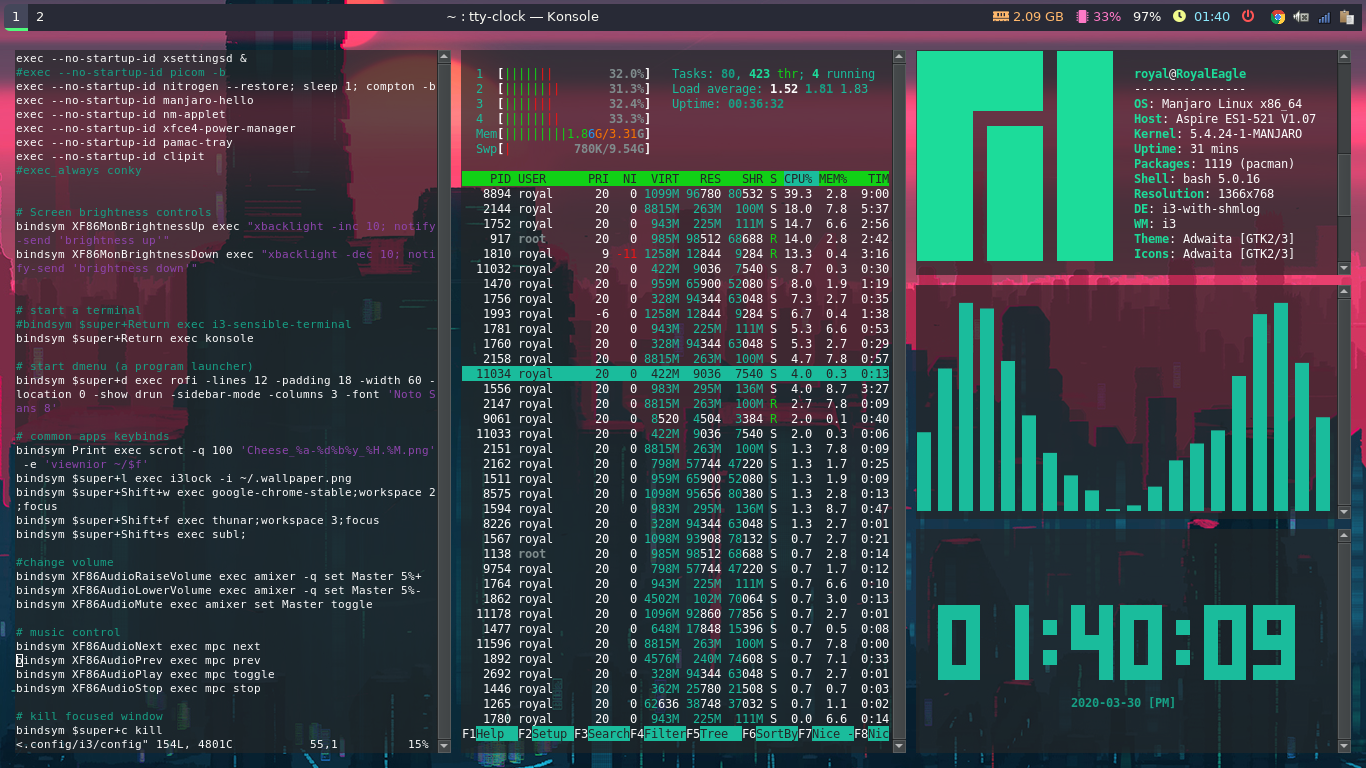 1 2 ~ : tty-clock — Konsole 2.09 GB 33% 97% 01:40
exec --no-startup-id xsettingsd &
#exec --no-startup-id picom -b
exec --no-startup-id nitrogen --restore; sleep 1; compton -b
exec --no-startup-id manjaro-hello
exec --no-startup-id nm-applet
exec --no-startup-id xfce4-power-manager
exec --no-startup-id pamac-tray
exec --no-startup-id clipit
#exec_always conky
# Screen brightness controls
bindsym XF86MonBrightnessUp exec "xbacklight -inc 10; notify
-send 'brightness up'"
bindsym XF86MonBrightnessDown exec "xbacklight -dec 10; noti
fy-send 'brightness down'"
# start a terminal
#bindsym $super+Return exec i3-sensible-terminal
bindsym $super+Return exec konsole
# start dmenu (a program launcher)
bindsym $super+d exec rofi -lines 12 -padding 18 -width 60 -
location 0 -show drun -sidebar-mode -columns 3 -font 'Noto S
ans 8'
# common apps keybinds
bindsym Print exec scrot -q 100 'Cheese_%a-%d%b%y_%H.%M.png'
-e 'viewnior ~/$f'
bindsym $super+l exec i3lock -i ~/.wallpaper.png
bindsym $super+Shift+w exec google-chrome-stable;workspace 2
;focus
bindsym $super+Shift+f exec thunar;workspace 3;focus
bindsym $super+Shift+s exec subl;
#change volume
bindsym XF86AudioRaiseVolume exec amixer -q set Master 5%+
bindsym XF86AudioLowerVolume exec amixer -q set Master 5%-
bindsym XF86AudioMute exec amixer set Master toggle
# music control
bindsym XF86AudioNext exec mpc next
bindsym XF86AudioPrev exec mpc prev
bindsym XF86AudioPlay exec mpc toggle
bindsym XF86AudioStop exec mpc stop
# kill focused window
bindsym $super+c kill
<.config/i3/config" 154L, 4801C 55,1 15%
1 [||||||| 32.0%] Tasks: 80, 423 thr; 4 running
2 [|||||||| 31.3%] Load average: 1.52 1.81 1.83
3 [||||||| 32.4%] Uptime: 00:36:32
4 [|||||||| 33.3%]
Mem[|||||||||1.86G/3.31G]
Swp[| 780K/9.54G]
PID USER PRI NI VIRT RES SHR S CPU% MEM% TIM
8894 royal 20 0 1099M 96780 80532 S 39.3 2.8 9:00
2144 royal 20 0 8815M 263M 100M S 18.0 7.8 5:37
1752 royal 20 0 943M 225M 111M S 14.7 6.6 2:56
917 root 20 0 985M 98512 68688 R 14.0 2.8 2:42
1810 royal 9 -11 1258M 12844 9284 R 13.3 0.4 3:16
11032 royal 20 0 422M 9036 7540 S 8.7 0.3 0:30
1470 royal 20 0 959M 65900 52080 S 8.0 1.9 1:19
1756 royal 20 0 328M 94344 63048 S 7.3 2.7 0:35
1993 royal -6 0 1258M 12844 9284 S 6.7 0.4 1:38
1781 royal 20 0 943M 225M 111M S 5.3 6.6 0:53
1760 royal 20 0 328M 94344 63048 S 5.3 2.7 0:29
2158 royal 20 0 8815M 263M 100M S 4.7 7.8 0:57
11034 royal 20 0 422M 9036 7540 S 4.0 0.3 0:13
1556 royal 20 0 983M 295M 136M S 4.0 8.7 3:27
2147 royal 20 0 8815M 263M 100M R 2.7 7.8 0:09
9061 royal 20 0 8520 4504 3384 R 2.0 0.1 0:40
11033 royal 20 0 422M 9036 7540 S 2.0 0.3 0:06
2151 royal 20 0 8815M 263M 100M S 1.3 7.8 0:09
2162 royal 20 0 798M 57744 47220 S 1.3 1.7 0:25
1511 royal 20 0 959M 65900 52080 S 1.3 1.9 0:09
8575 royal 20 0 1098M 95656 80380 S 1.3 2.8 0:13
1594 royal 20 0 983M 295M 136M S 1.3 8.7 0:47
8226 royal 20 0 328M 94344 63048 S 1.3 2.7 0:01
1567 royal 20 0 1098M 93908 78132 S 0.7 2.7 0:21
1138 root 20 0 985M 98512 68688 S 0.7 2.8 0:14
9754 royal 20 0 798M 57744 47220 S 0.7 1.7 0:12
1764 royal 20 0 943M 225M 111M S 0.7 6.6 0:10
1862 royal 20 0 4502M 102M 70064 S 0.7 3.0 0:13
11178 royal 20 0 1096M 92860 77856 S 0.7 2.7 0:01
1477 royal 20 0 648M 17848 15396 S 0.7 0.5 0:08
11596 royal 20 0 8815M 263M 100M S 0.7 7.8 0:00
1892 royal 20 0 4576M 240M 74608 S 0.7 7.1 0:33
2692 royal 20 0 328M 94344 63048 S 0.7 2.7 0:01
1446 royal 20 0 362M 25780 21508 S 0.7 0.7 0:03
1265 royal 20 0 62636 38748 37032 S 0.7 1.1 0:02
1780 royal 20 0 943M 225M 111M S 0.0 6.6 0:14
F1Help F2Setup F3SearchF4FilterF5Tree F6SortByF7Nice -F8Nic
royal@RoyalEagle
----------------
OS: Manjaro Linux x86_64
Host: Aspire ES1-521 V1.07
Kernel: 5.4.24-1-MANJARO
Uptime: 31 mins
Packages: 1119 (pacman)
Shell: bash 5.0.16
Resolution: 1366x768
DE: i3-with-shmlog
WM: i3
Theme: Adwaita [GTK2/3]
Icons: Adwaita [GTK2/3]
01:40:09
2020-03-30 [PM]